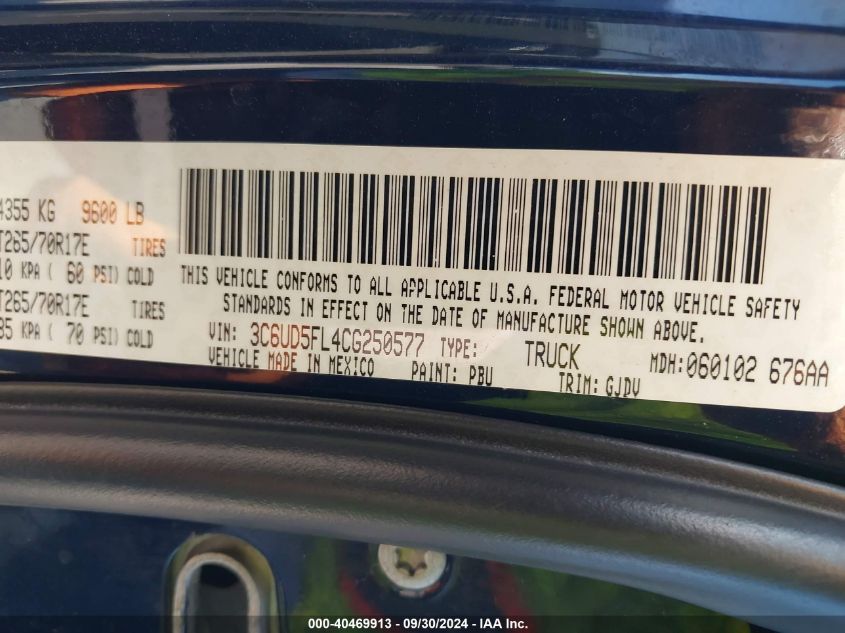 4355 KG 9600 LB
T265/70R17E TIRES
10 KPA ( 60 PSI) COLD
T265/70R17E TIRES
85 KPA ( 70 PSI) COLD
THIS VEHICLE CONFORMS TO ALL APPLICABLE U.S.A. FEDERAL MOTOR VEHICLE SAFETY
STANDARDS IN EFFECT ON THE DATE OF MANUFACTURE SHOWN ABOVE.
VIN: 3C6UD5FL4CG250577 TYPE: TRUCK MDH:060102 676AA
VEHICLE MADE IN MEXICO PAINT: PBU TRIM: GJDV
000-40469913 - 09/30/2024 - IAA Inc.